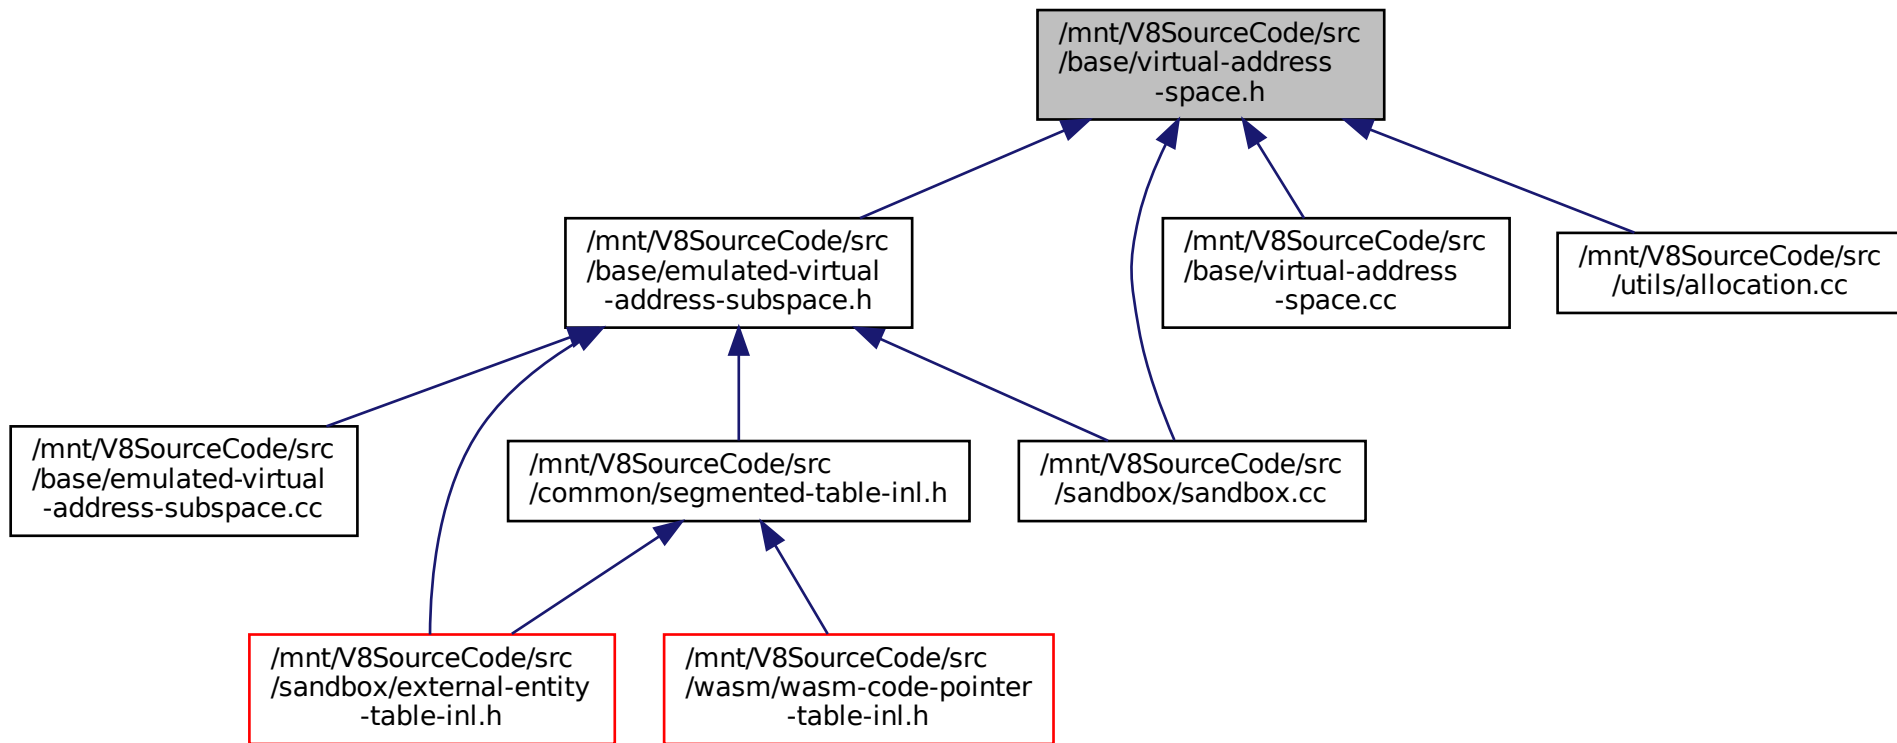 /mnt/V8SourceCode/src
/base/virtual-address
-space.h
/mnt/V8SourceCode/src
/base/emulated-virtual
-address-subspace.h
/mnt/V8SourceCode/src
/base/virtual-address
-space.cc
/mnt/V8SourceCode/src
/utils/allocation.cc
/mnt/V8SourceCode/src
/base/emulated-virtual
-address-subspace.cc
/mnt/V8SourceCode/src
/common/segmented-table-inl.h
/mnt/V8SourceCode/src
/sandbox/sandbox.cc
/mnt/V8SourceCode/src
/sandbox/external-entity
-table-inl.h
/mnt/V8SourceCode/src
/wasm/wasm-code-pointer
-table-inl.h